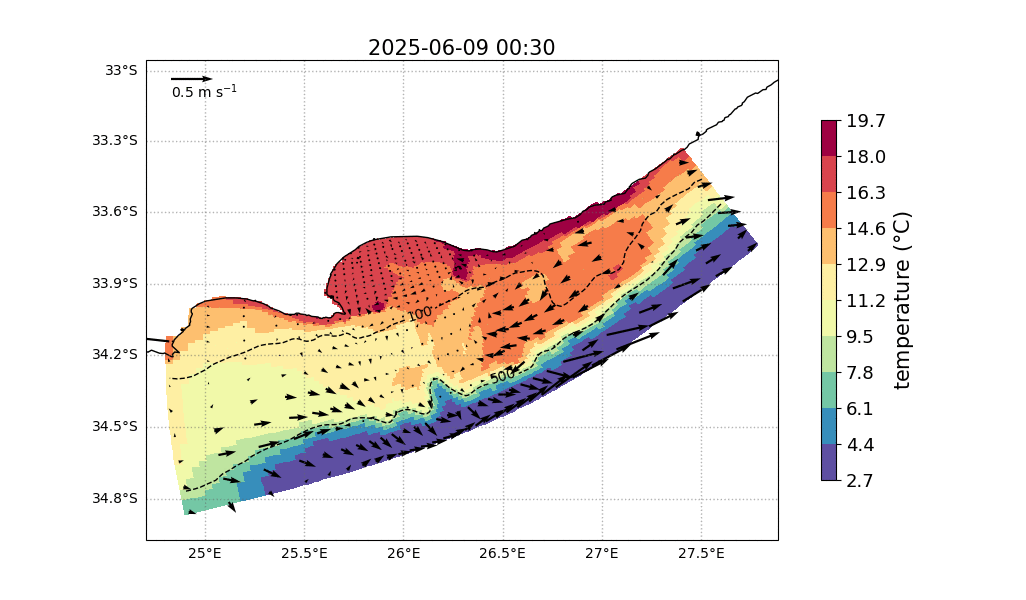 2025-06-09 00:30
0.5 m s⁻¹
33°S
33.3°S
33.6°S
33.9°S
34.2°S
34.5°S
34.8°S
100
500
25°E
25.5°E
26°E
26.5°E
27°E
27.5°E
19.7
18.0
16.3
14.6
12.9
11.2
9.5
7.8
6.1
4.4
2.7
temperature (°C)